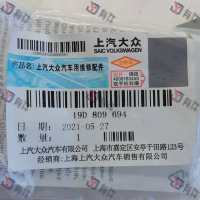 上汽大众
SAIC VOLKSWAGEN
产品名: 上汽大众汽车用维修配件
19D 809 694
日期: 2021-05-27
数量: 1
上汽大众汽车有限公司 上海市嘉定区安亭于田路123号
经销商: 上海上汽大众汽车销售有限公司